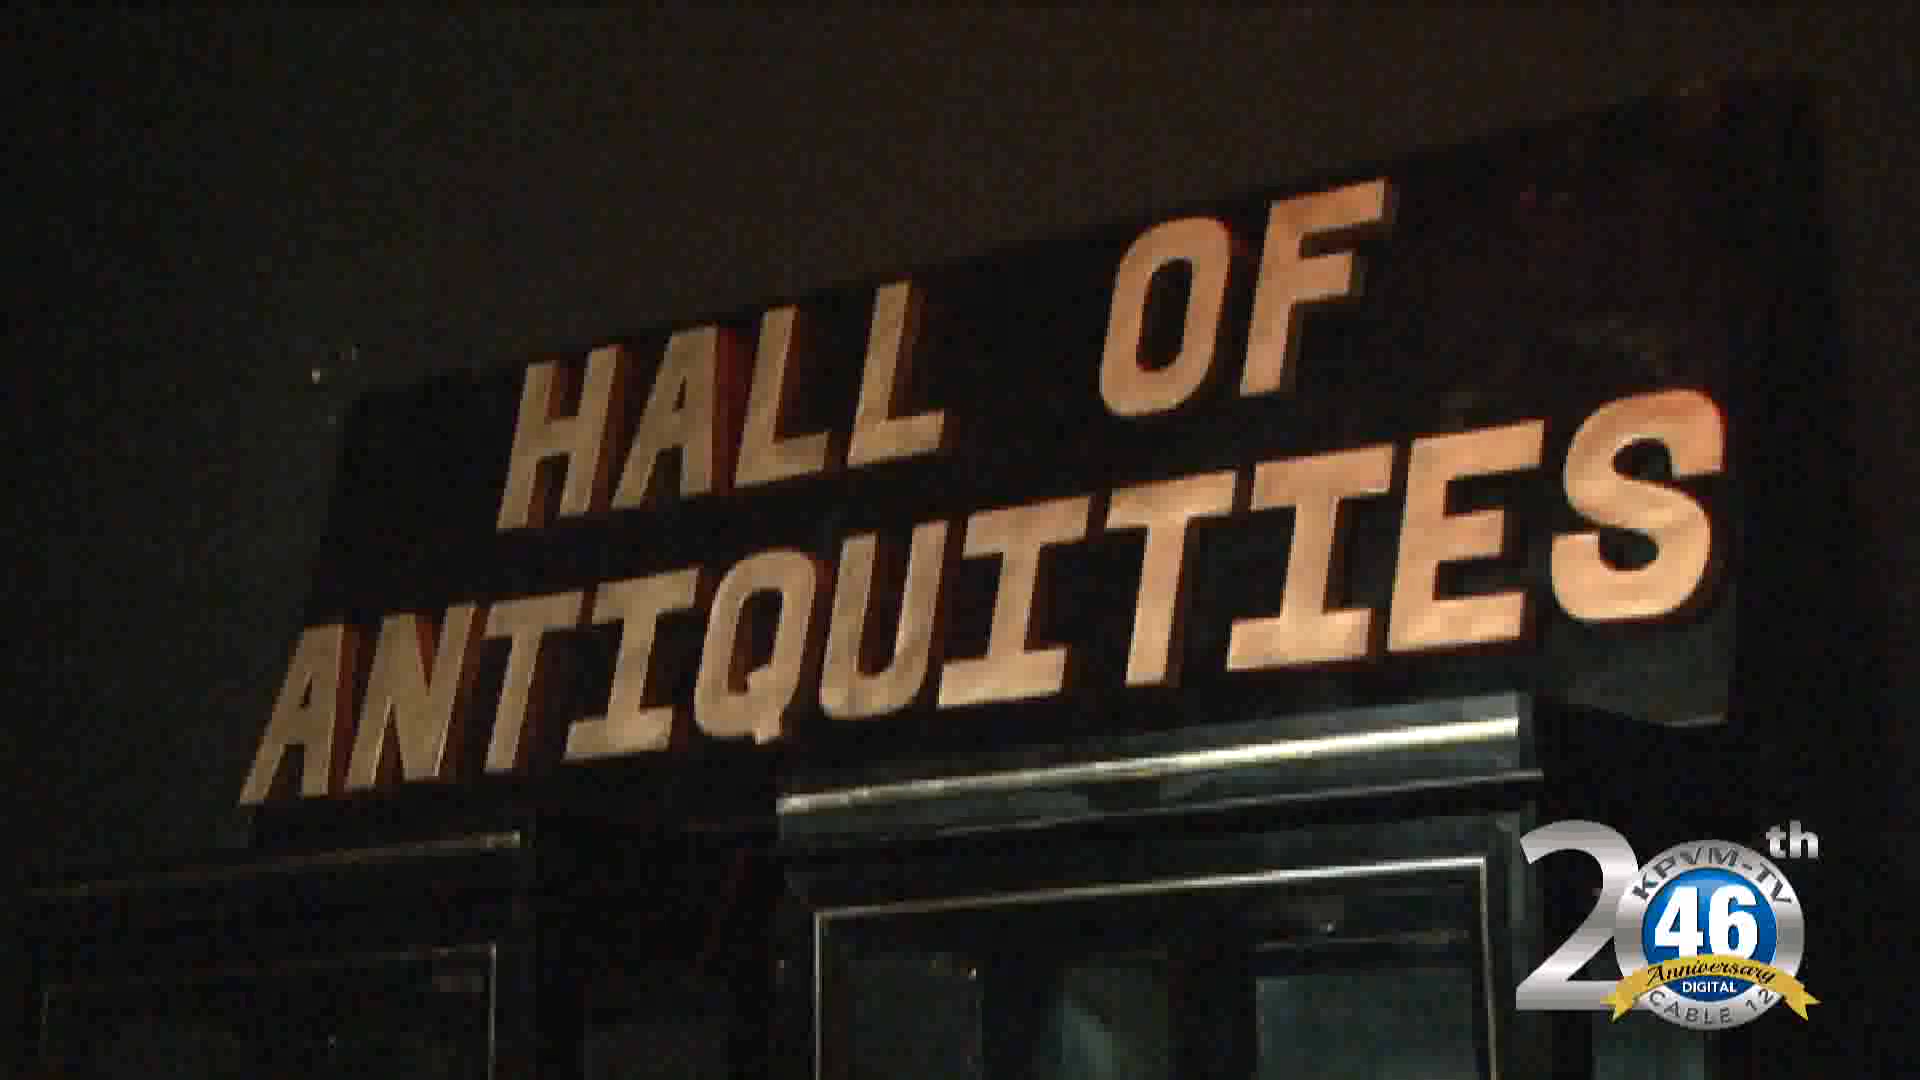 HALL OF
ANTIQUITIES
20th
KPVM-TV
46
Anniversary
DIGITAL
CABLE 12